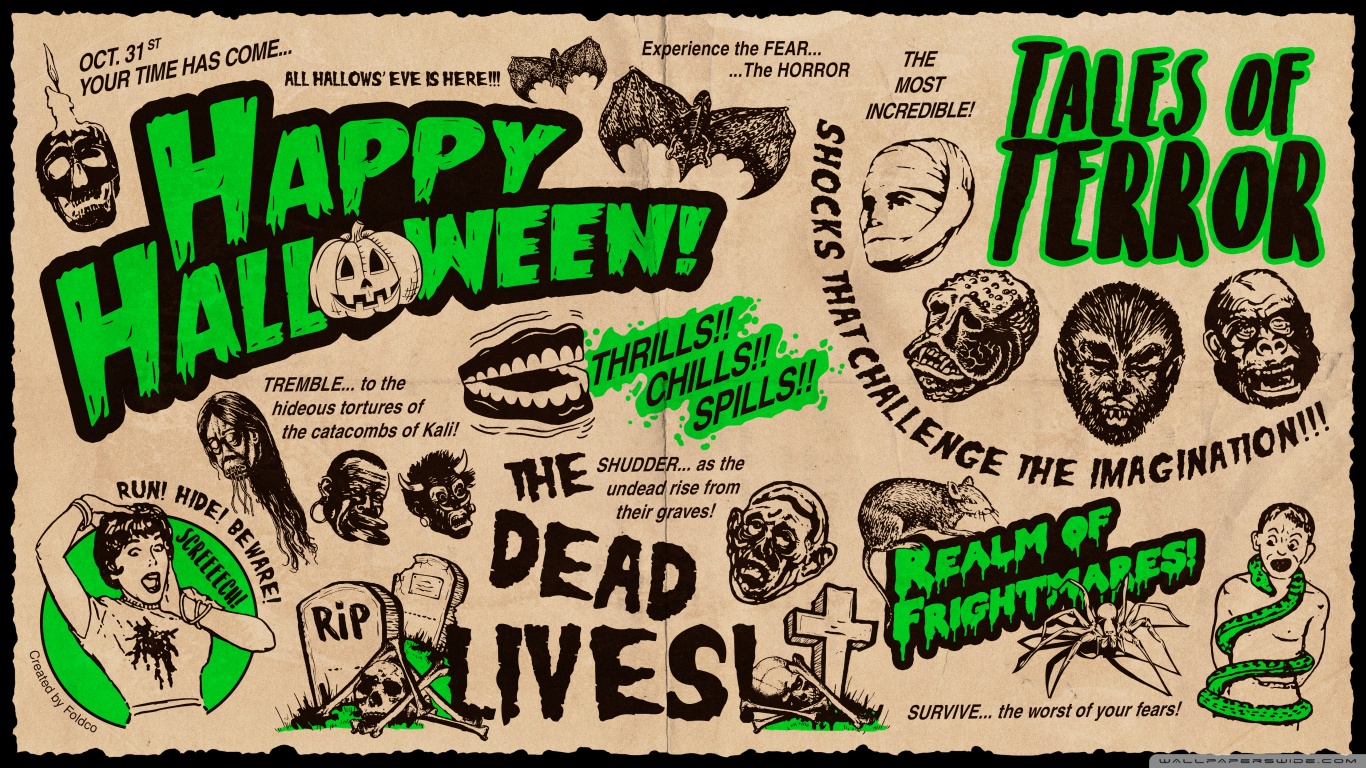 OCT. 31ST
YOUR TIME HAS COME...
ALL HALLOWS' EVE IS HERE!!!
HAPPY
HALLOWEEN!
Experience the FEAR...
...The HORROR
THE
MOST
INCREDIBLE!
TALES OF
TERROR
SHOCKS THAT CHALLENGE THE IMAGINATION!!!
THRILLS!!
CHILLS!!
SPILLS!!
TREMBLE... to the
hideous tortures of
the catacombs of Kali!
RUN! HIDE! BEWARE!
SCREEEECH!
THE
DEAD
LIVES!
SHUDDER... as the
undead rise from
their graves!
RIP
REALM OF
FRIGHTMARES!
SURVIVE... the worst of your fears!
Created by Foldco
WALLPAPERSWIDE.COM